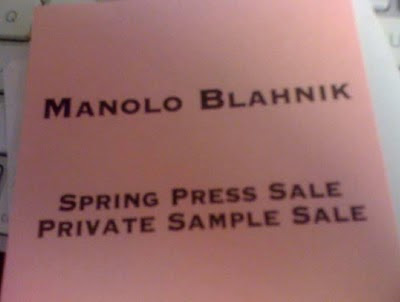 Manolo Blahnik
Spring Press Sale
Private Sample Sale